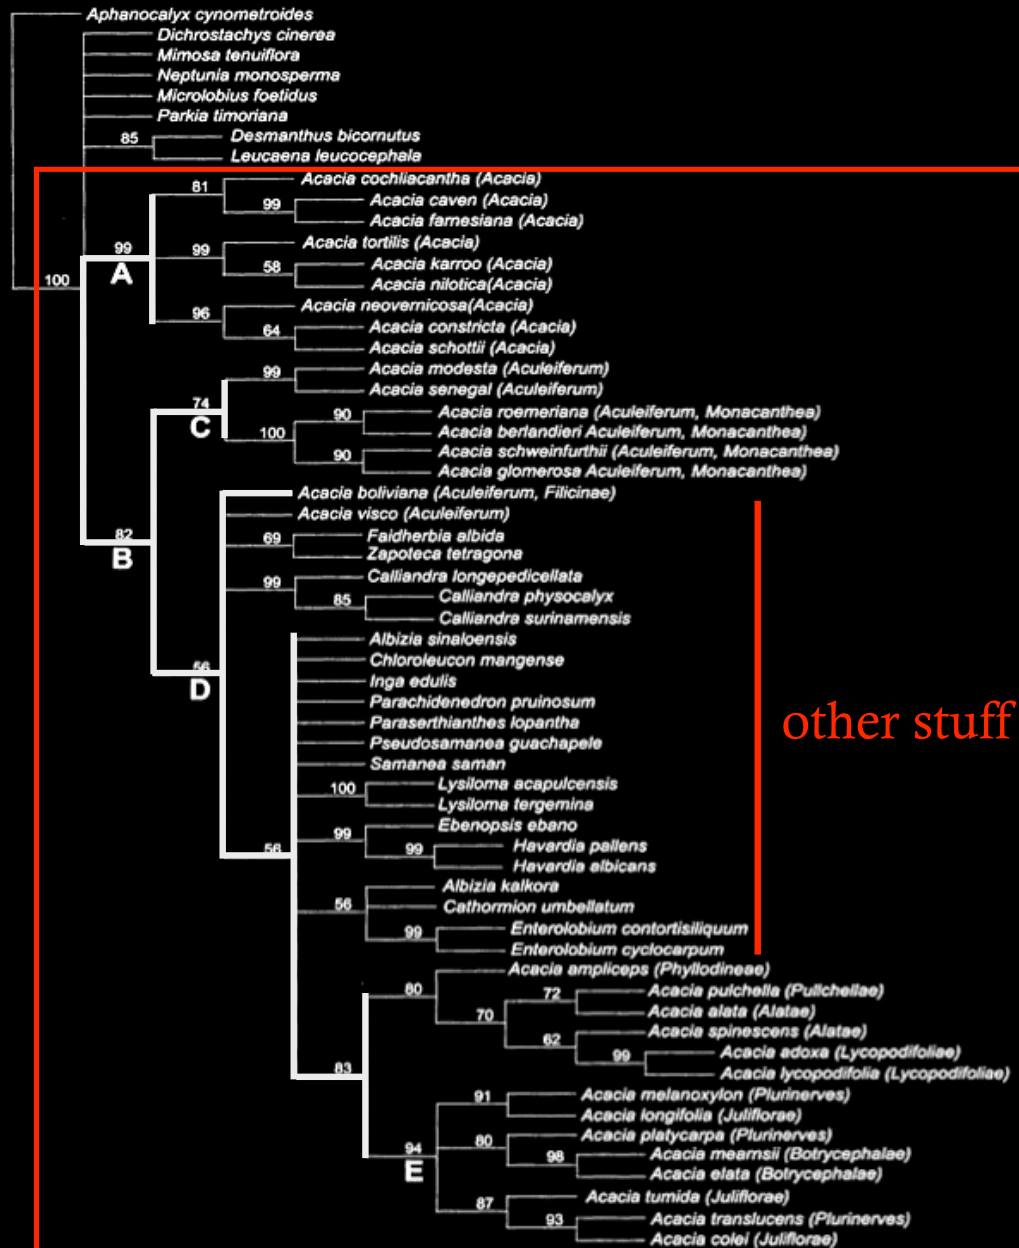 Aphanocalyx cynometroides
Dichrostachys cinerea
Mimosa tenuiflora
Neptunia monosperma
Microlobius foetidus
Parkia timoriana
85
Desmanthus bicornutus
Leucaena leucocephala
81
Acacia cochliacantha (Acacia)
99
Acacia caven (Acacia)
Acacia farnesiana (Acacia)
99
A
99
Acacia tortilis (Acacia)
58
Acacia karroo (Acacia)
Acacia nilotica(Acacia)
100
96
Acacia neovernicosa(Acacia)
64
Acacia constricta (Acacia)
Acacia schottii (Acacia)
99
Acacia modesta (Aculeiferum)
Acacia senegal (Aculeiferum)
74
C
90
Acacia roemeriana (Aculeiferum, Monacanthea)
Acacia berlandieri Aculeiferum, Monacanthea)
100
90
Acacia schweinfurthii (Aculeiferum, Monacanthea)
Acacia glomerosa Aculeiferum, Monacanthea)
Acacia boliviana (Aculeiferum, Filicinae)
Acacia visco (Aculeiferum)
82
B
69
Faidherbia albida
Zapoteca tetragona
99
Calliandra longepedicellata
85
Calliandra physocalyx
Calliandra surinamensis
56
D
Albizia sinaloensis
Chloroleucon mangense
Inga edulis
Parachidenedron pruinosum
Paraserthianthes lopantha
Pseudosamanea guachapele
Samanea saman
other stuff
100
Lysiloma acapulcensis
Lysiloma tergemina
99
Ebenopsis ebano
99
Havardia pallens
Havardia albicans
56
56
Albizia kalkora
Cathormion umbellatum
99
Enterolobium contortisiliquum
Enterolobium cyclocarpum
80
Acacia ampliceps (Phyllodineae)
70
72
Acacia pulchella (Pullchellae)
Acacia alata (Alatae)
62
Acacia spinescens (Alatae)
99
Acacia adoxa (Lycopodifoliae)
Acacia lycopodifolia (Lycopodifoliae)
83
91
Acacia melanoxylon (Plurinerves)
Acacia longifolia (Juliflorae)
94
E
80
Acacia platycarpa (Plurinerves)
98
Acacia mearnsii (Botrycephalae)
Acacia elata (Botrycephalae)
87
Acacia tumida (Juliflorae)
93
Acacia translucens (Plurinerves)
Acacia colei (Juliflorae)